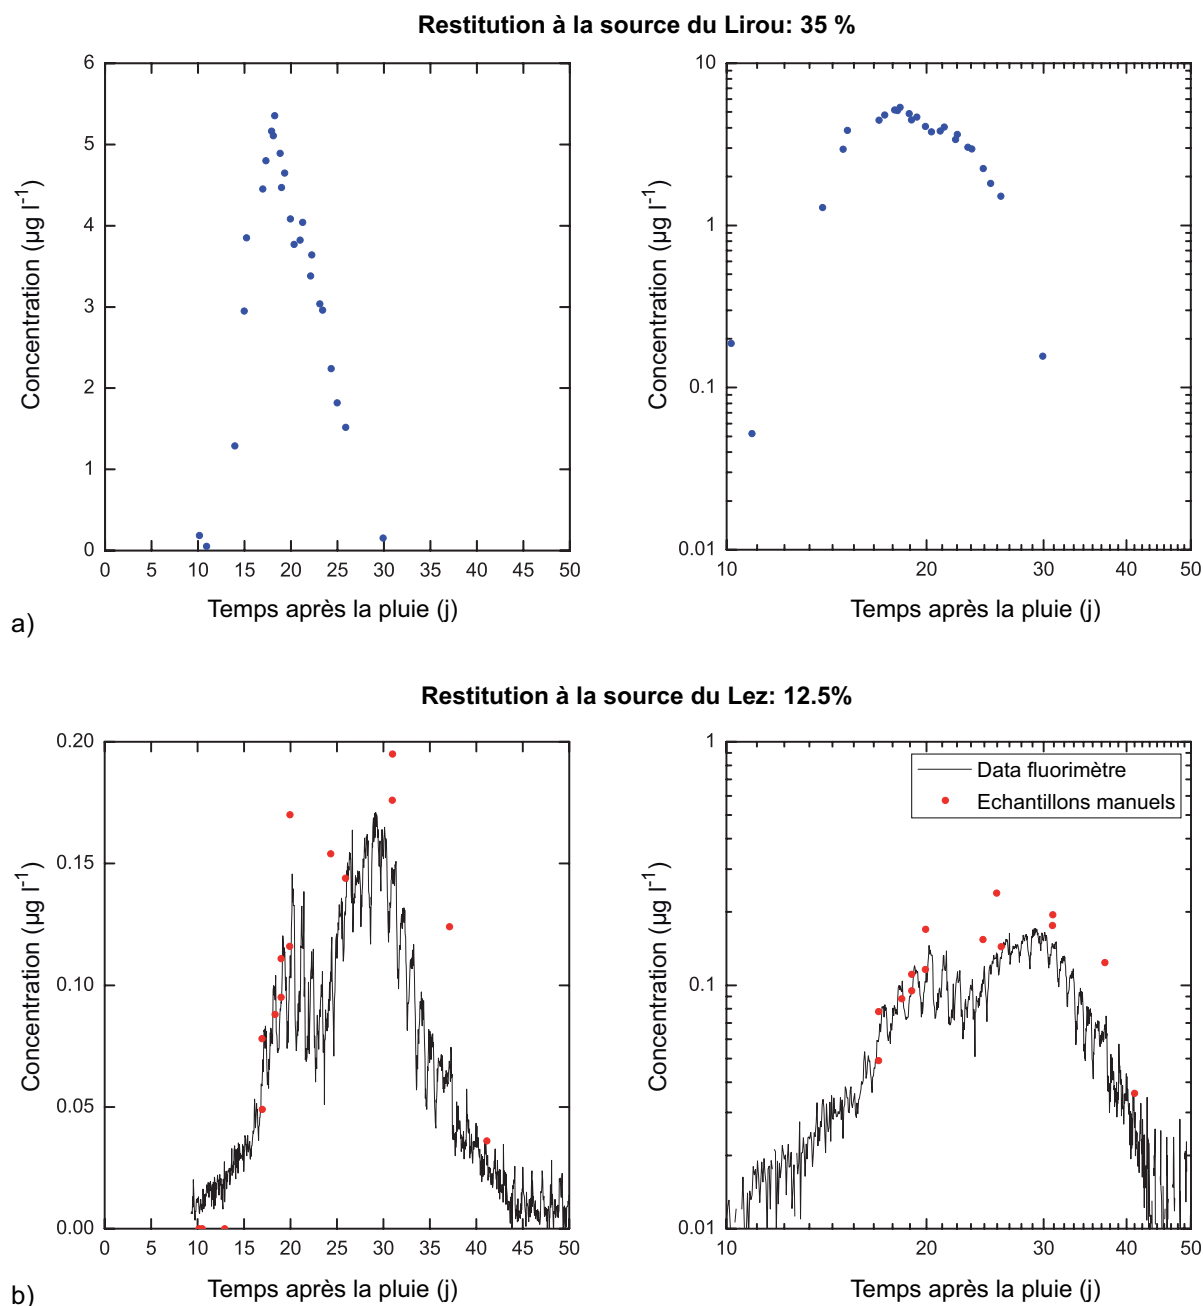 Restitution à la source du Lirou: 35 %
6
5
4
3
2
1
0
Concentration (µg l-1)
0 5 10 15 20 25 30 35 40 45 50
Temps après la pluie (j)
10
1
0.1
0.01
Concentration (µg l-1)
10 20 30 40 50
Temps après la pluie (j)
a)
Restitution à la source du Lez: 12.5%
0.20
0.15
0.10
0.05
0.00
Concentration (µg l-1)
0 5 10 15 20 25 30 35 40 45 50
Temps après la pluie (j)
1
0.1
0.01
Concentration (µg l-1)
Data fluorimètre
Echantillons manuels
10 20 30 40 50
Temps après la pluie (j)
b)